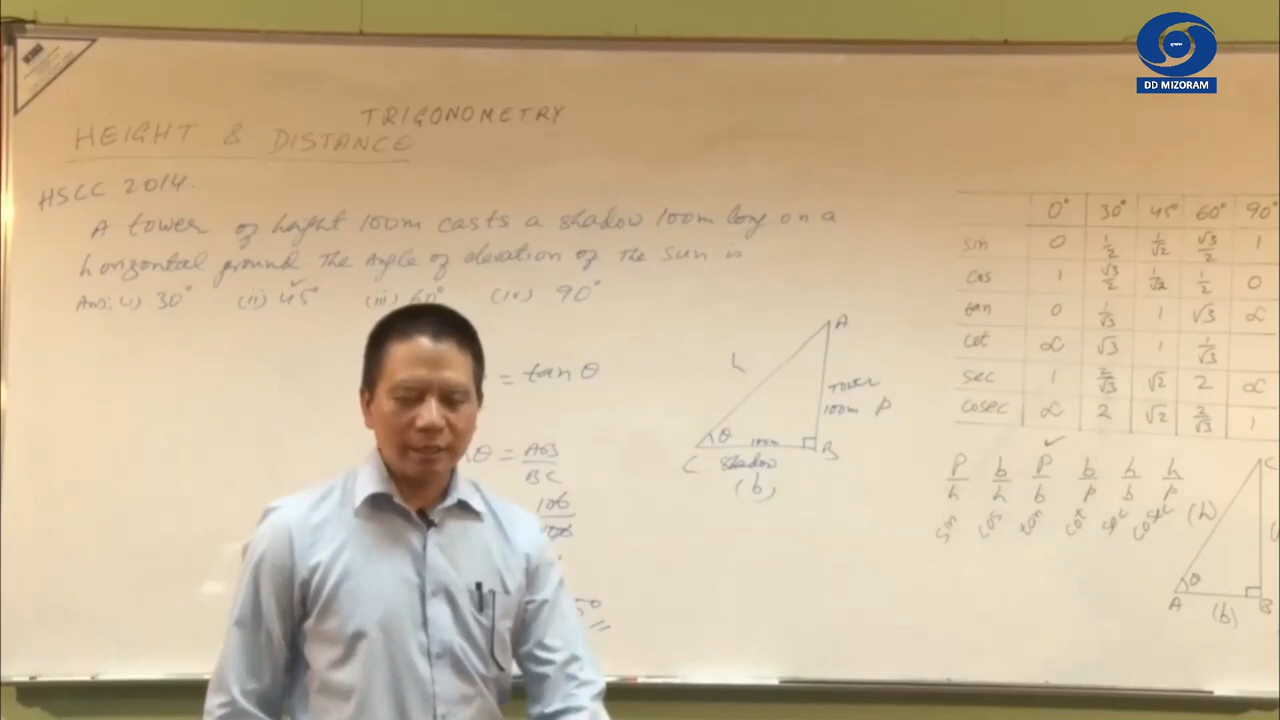 DD MIZORAM
TRIGONOMETRY
HEIGHT & DISTANCE
HSCC 2014.
A tower of height 100m casts a shadow 100m long on a
horizontal ground. The Angle of elevation of the sun is
Ans: (i) 30° (ii) 45° (iii) 60° (iv) 90°
= tan θ
θ = AB/BC
100/100
A
h
Tower
100m P
θ 100m
C Shadow B
(b)
0° 30° 45° 60° 90°
sin 0 1/2 1/√2 √3/2 1
cos 1 √3/2 1/√2 1/2 0
tan 0 1/√3 1 √3 ∝
cot ∝ √3 1 1/√3
sec 1 2/√3 √2 2 ∝
cosec ∝ 2 √2 2/√3 1
P/h b/h P/b b/p h/b h/p
sin cos tan cot sec cosec
C
(h)
θ
A (b) B